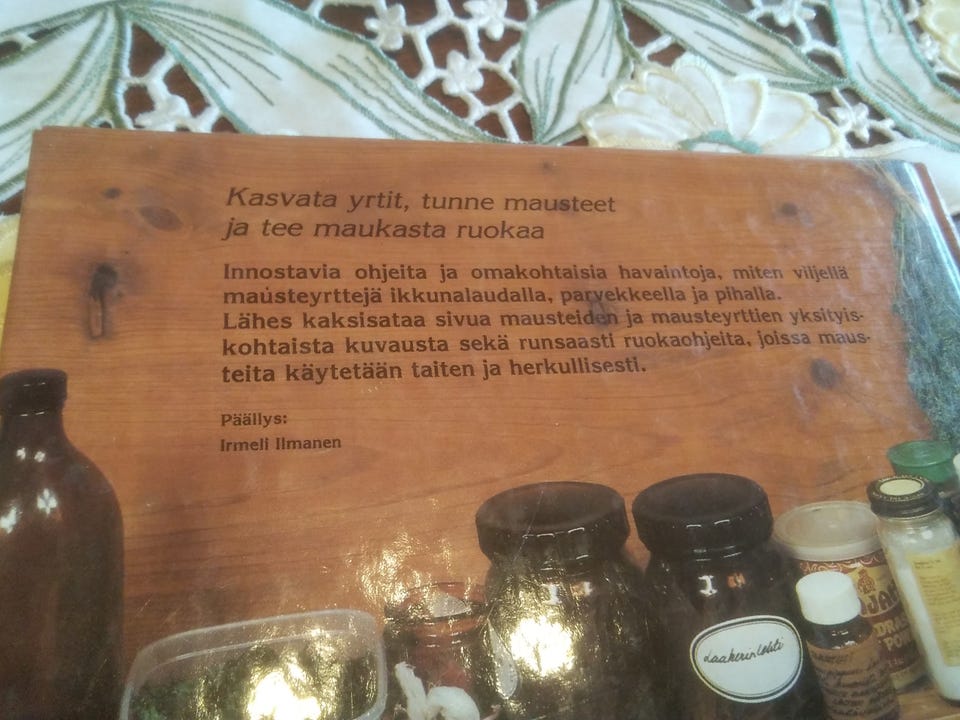 Kasvata yrtit, tunne mausteet
ja tee maukasta ruokaa
Innostavia ohjeita ja omakohtaisia havaintoja, miten viljellä
mausteyrttejä ikkunalaudalla, parvekkeella ja pihalla.
Lähes kaksisataa sivua mausteiden ja mausteyrttien yksityis-
kohtaista kuvausta sekä runsaasti ruokaohjeita, joissa maus-
teita käytetään taiten ja herkullisesti.
Päällys:
Irmeli Ilmanen
Laakerinlehti